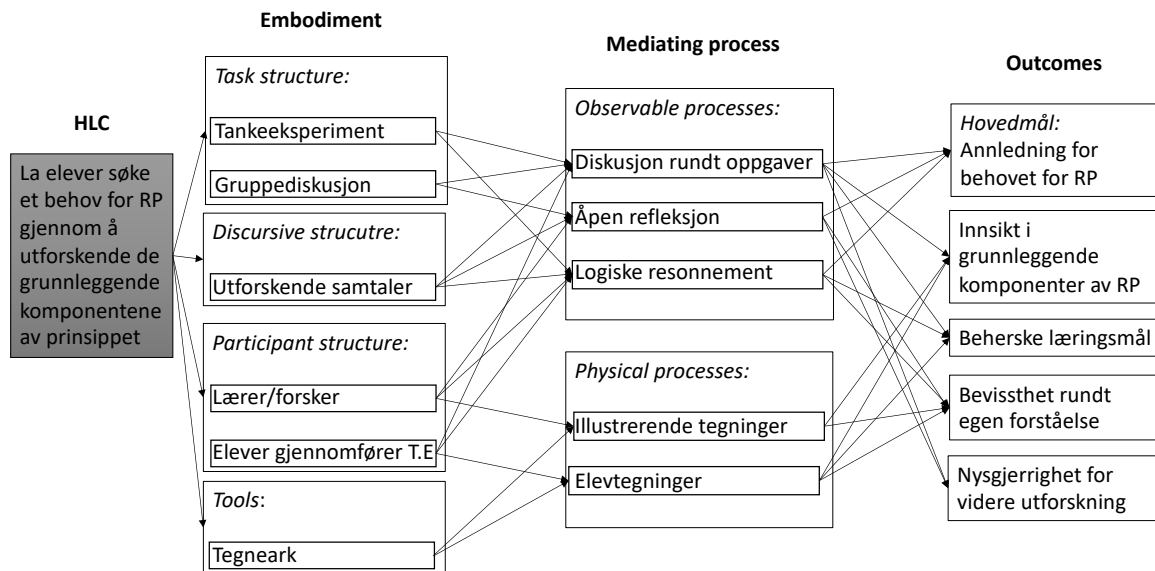 HLC
La elever søke
et behov for RP
gjennom å
utforskende de
grunnleggende
komponentene
av prinsippet
Embodiment
Task structure:
Tankeeksperiment
Gruppediskusjon
Discursive strucutre:
Utforskende samtaler
Participant structure:
Lærer/forsker
Elever gjennomfører T.E
Tools:
Tegneark
Mediating process
Observable processes:
Diskusjon rundt oppgaver
Åpen refleksjon
Logiske resonnement
Physical processes:
Illustrerende tegninger
Elevtegninger
Outcomes
Hovedmål:
Annledning for
behovet for RP
Innsikt i
grunnleggende
komponenter av RP
Beherske læringsmål
Bevissthet rundt
egen forståelse
Nysgjerrighet for
videre utforskning